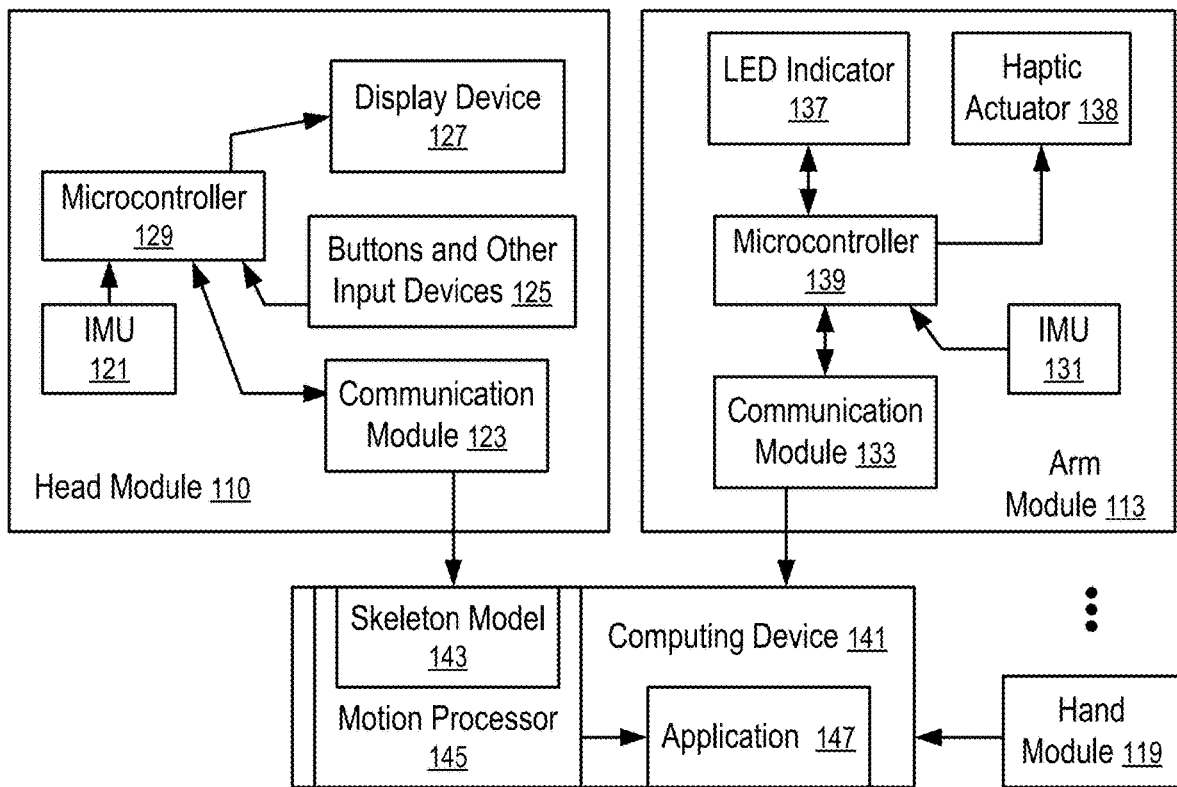 Display Device
127
Microcontroller
129
Buttons and Other
Input Devices 125
IMU
121
Communication
Module 123
Head Module 110
LED Indicator
137
Haptic
Actuator 138
Microcontroller
139
IMU
131
Communication
Module 133
Arm
Module 113
Skeleton Model
143
Motion Processor
145
Computing Device 141
Application 147
Hand
Module 119